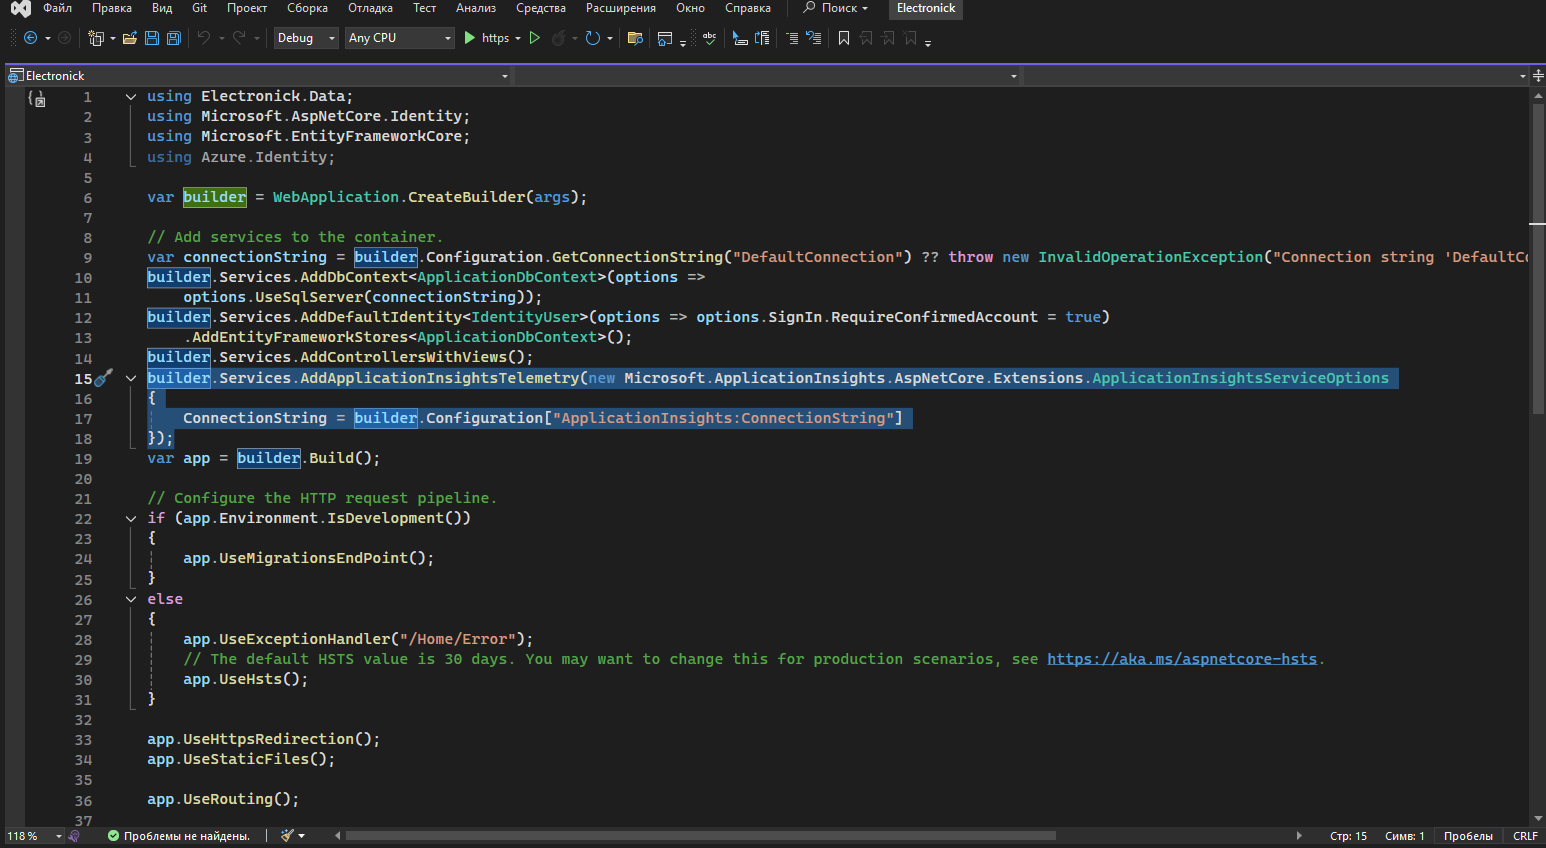 Файл Правка Вид Git Проект Сборка Отладка Тест Анализ Средства Расширения Окно Справка Поиск Electronick
Debug Any CPU https abc
Electronick
1 using Electronick.Data;
2 using Microsoft.AspNetCore.Identity;
3 using Microsoft.EntityFrameworkCore;
4 using Azure.Identity;
5
6 var builder = WebApplication.CreateBuilder(args);
7
8 // Add services to the container.
9 var connectionString = builder.Configuration.GetConnectionString("DefaultConnection") ?? throw new InvalidOperationException("Connection string 'DefaultCo
10 builder.Services.AddDbContext<ApplicationDbContext>(options =>
11 options.UseSqlServer(connectionString));
12 builder.Services.AddDefaultIdentity<IdentityUser>(options => options.SignIn.RequireConfirmedAccount = true)
13 .AddEntityFrameworkStores<ApplicationDbContext>();
14 builder.Services.AddControllersWithViews();
15 builder.Services.AddApplicationInsightsTelemetry(new Microsoft.ApplicationInsights.AspNetCore.Extensions.ApplicationInsightsServiceOptions
16 {
17 ConnectionString = builder.Configuration["ApplicationInsights:ConnectionString"]
18 });
19 var app = builder.Build();
20
21 // Configure the HTTP request pipeline.
22 if (app.Environment.IsDevelopment())
23 {
24 app.UseMigrationsEndPoint();
25 }
26 else
27 {
28 app.UseExceptionHandler("/Home/Error");
29 // The default HSTS value is 30 days. You may want to change this for production scenarios, see https://aka.ms/aspnetcore-hsts.
30 app.UseHsts();
31 }
32
33 app.UseHttpsRedirection();
34 app.UseStaticFiles();
35
36 app.UseRouting();
37
118 % Проблемы не найдены. Стр: 15 Симв: 1 Пробелы CRLF